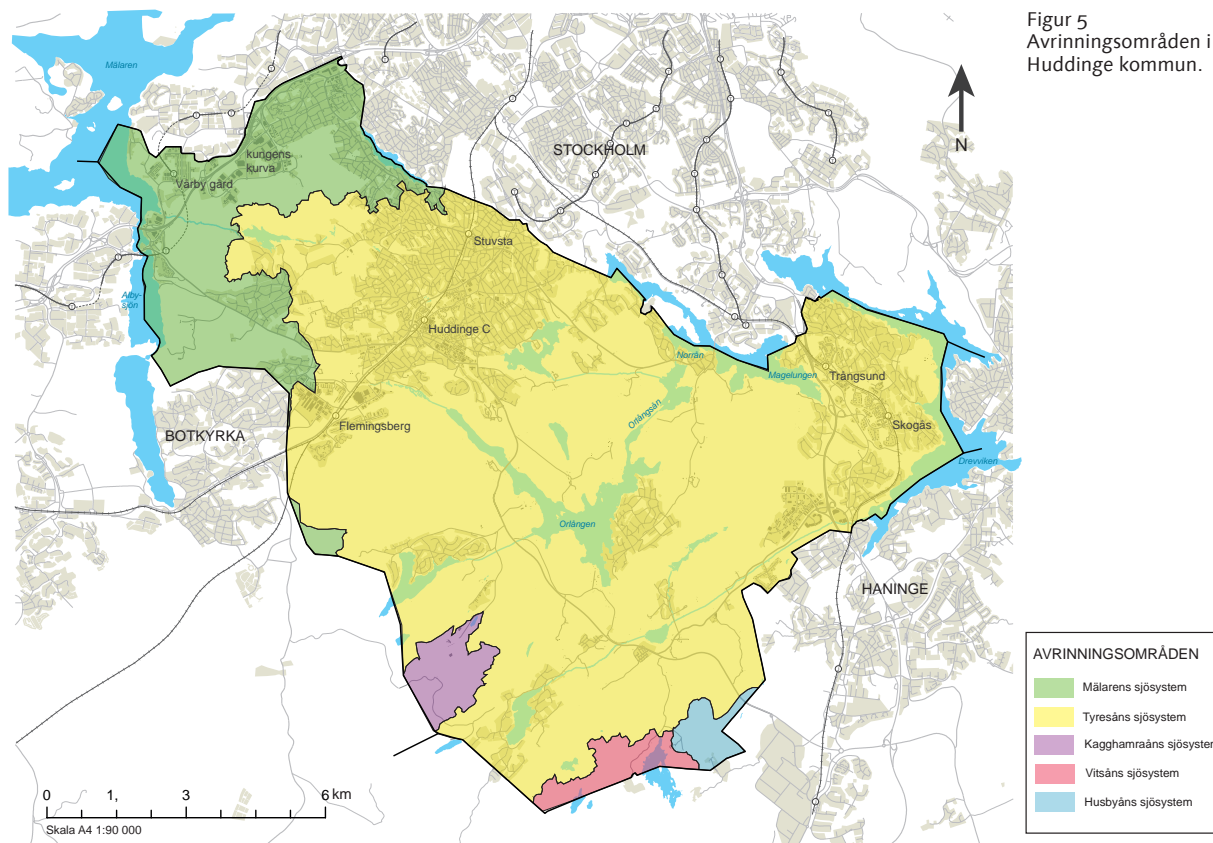 Figur 5
Avrinningsområden i
Huddinge kommun.
N
Mälaren
STOCKHOLM
kungens
kurva
Vårby gård
Stuvsta
Alby-
sjön
Huddinge C
Norrån
Magelungen
Trångsund
Orlångsån
Skogås
Flemingsberg
BOTKYRKA
Drevviken
Orlången
HANINGE
AVRINNINGSOMRÅDEN
Mälarens sjösystem
Tyresåns sjösystem
Kagghamraåns sjösystem
Vitsåns sjösystem
Husbyåns sjösystem
0 1, 3 6 km
Skala A4 1:90 000